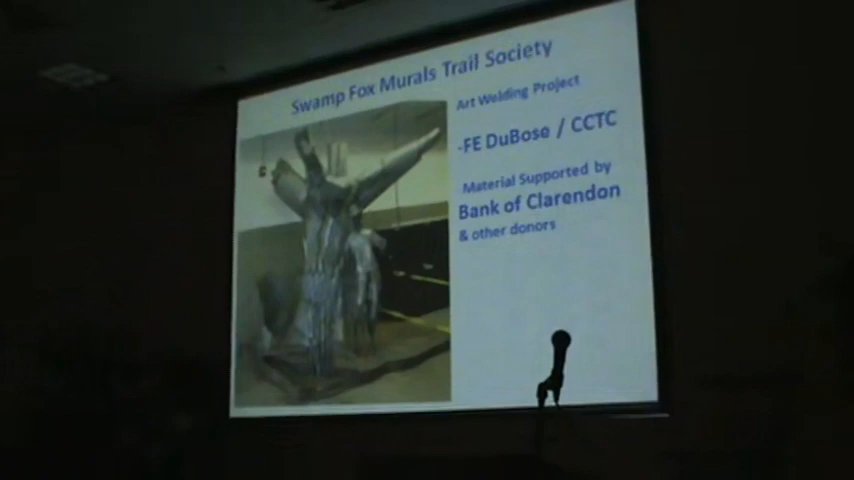 Swamp Fox Murals Trail Society
Art Welding Project
-FE DuBose / CCTC
Material Supported by
Bank of Clarendon
& other donors